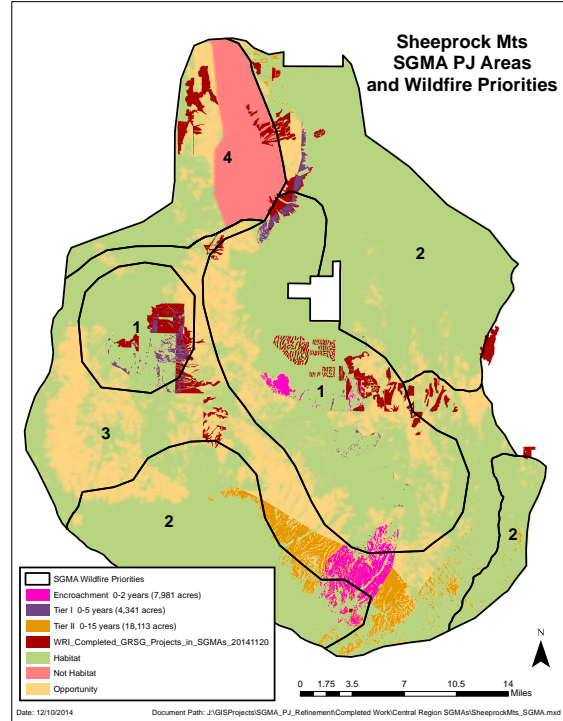 Sheeprock Mts
SGMA PJ Areas
and Wildfire Priorities
4
2
1
1
3
2
2
SGMA Wildfire Priorities
Encroachment 0-2 years (7,981 acres)
Tier I 0-5 years (4,341 acres)
Tier II 0-15 years (18,113 acres)
WRI_Completed_GRSG_Projects_in_SGMAs_20141120
Habitat
Not Habitat
Opportunity
N
0 1.75 3.5 7 10.5 14
Miles
Date: 12/10/2014 Document Path: J:\GISProjects\SGMA_PJ_Refinement\Completed Work\Central Region SGMAs\SheeprockMts_SGMA.mxd